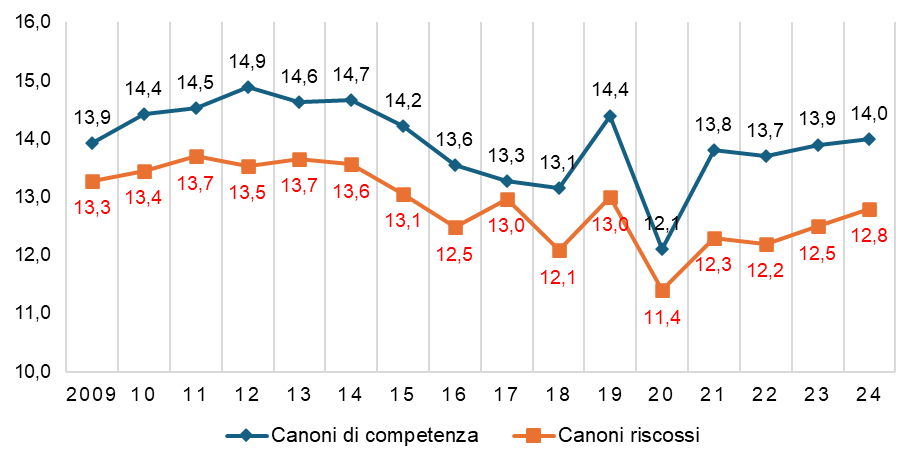 16,0
15,0
14,0
13,0
12,0
11,0
10,0
13,9 14,4 14,5 14,9 14,6 14,7 14,2 13,6 13,3 13,1 14,4 12,1 13,8 13,7 13,9 14,0
13,3 13,4 13,7 13,5 13,7 13,6 13,1 12,5 13,0 12,1 13,0 11,4 12,3 12,2 12,5 12,8
2009 10 11 12 13 14 15 16 17 18 19 20 21 22 23 24
Canoni di competenza Canoni riscossi